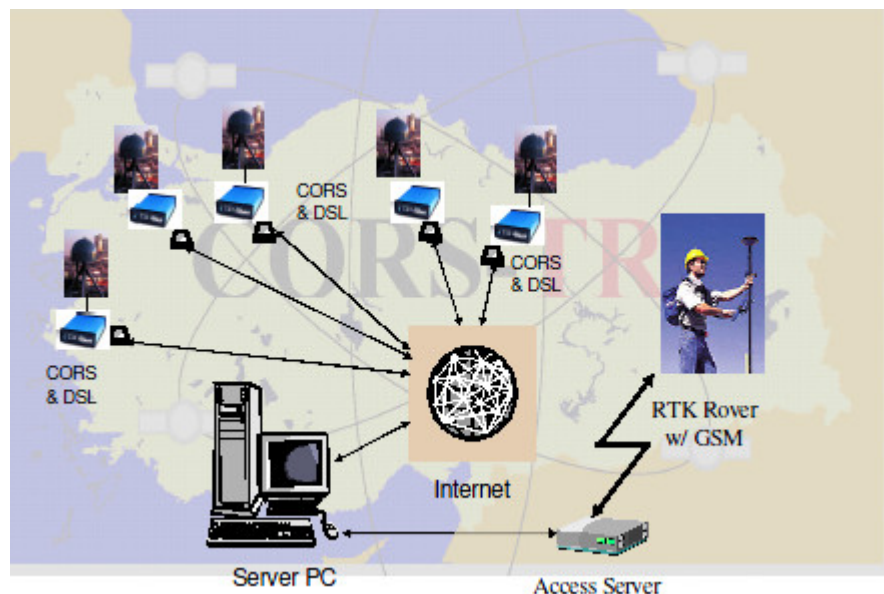 CORS
& DSL
CORS-TR
CORS
& DSL
CORS
& DSL
RTK Rover
w/ GSM
Internet
Server PC
Access Server